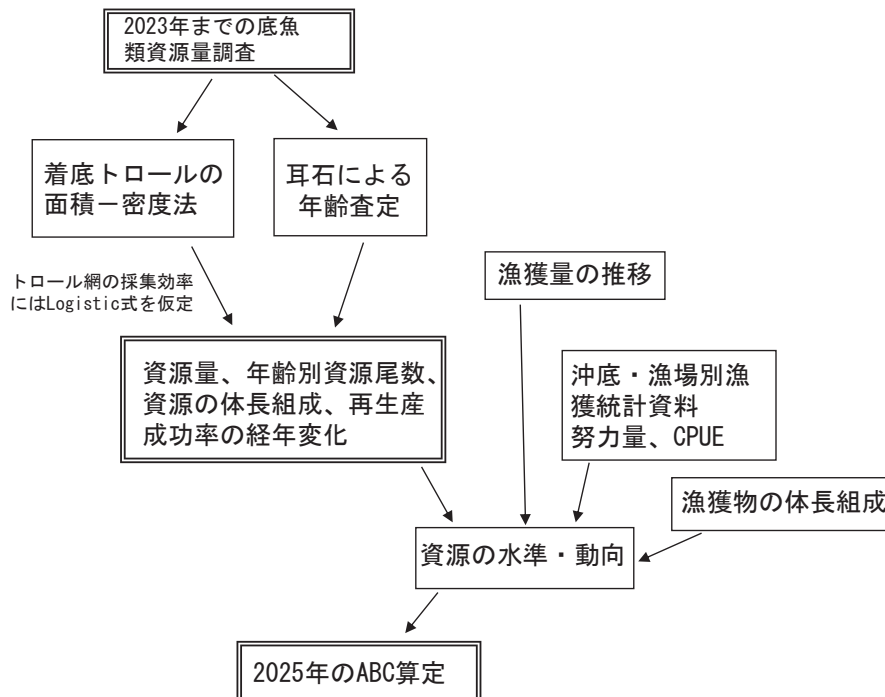 2023年までの底魚
類資源量調査
着底トロールの
面積－密度法
耳石による
年齢査定
トロール網の採集効率
にはLogistic式を仮定
漁獲量の推移
資源量、年齢別資源尾数、
資源の体長組成、再生産
成功率の経年変化
沖底・漁場別漁
獲統計資料
努力量、CPUE
漁獲物の体長組成
資源の水準・動向
2025年のABC算定